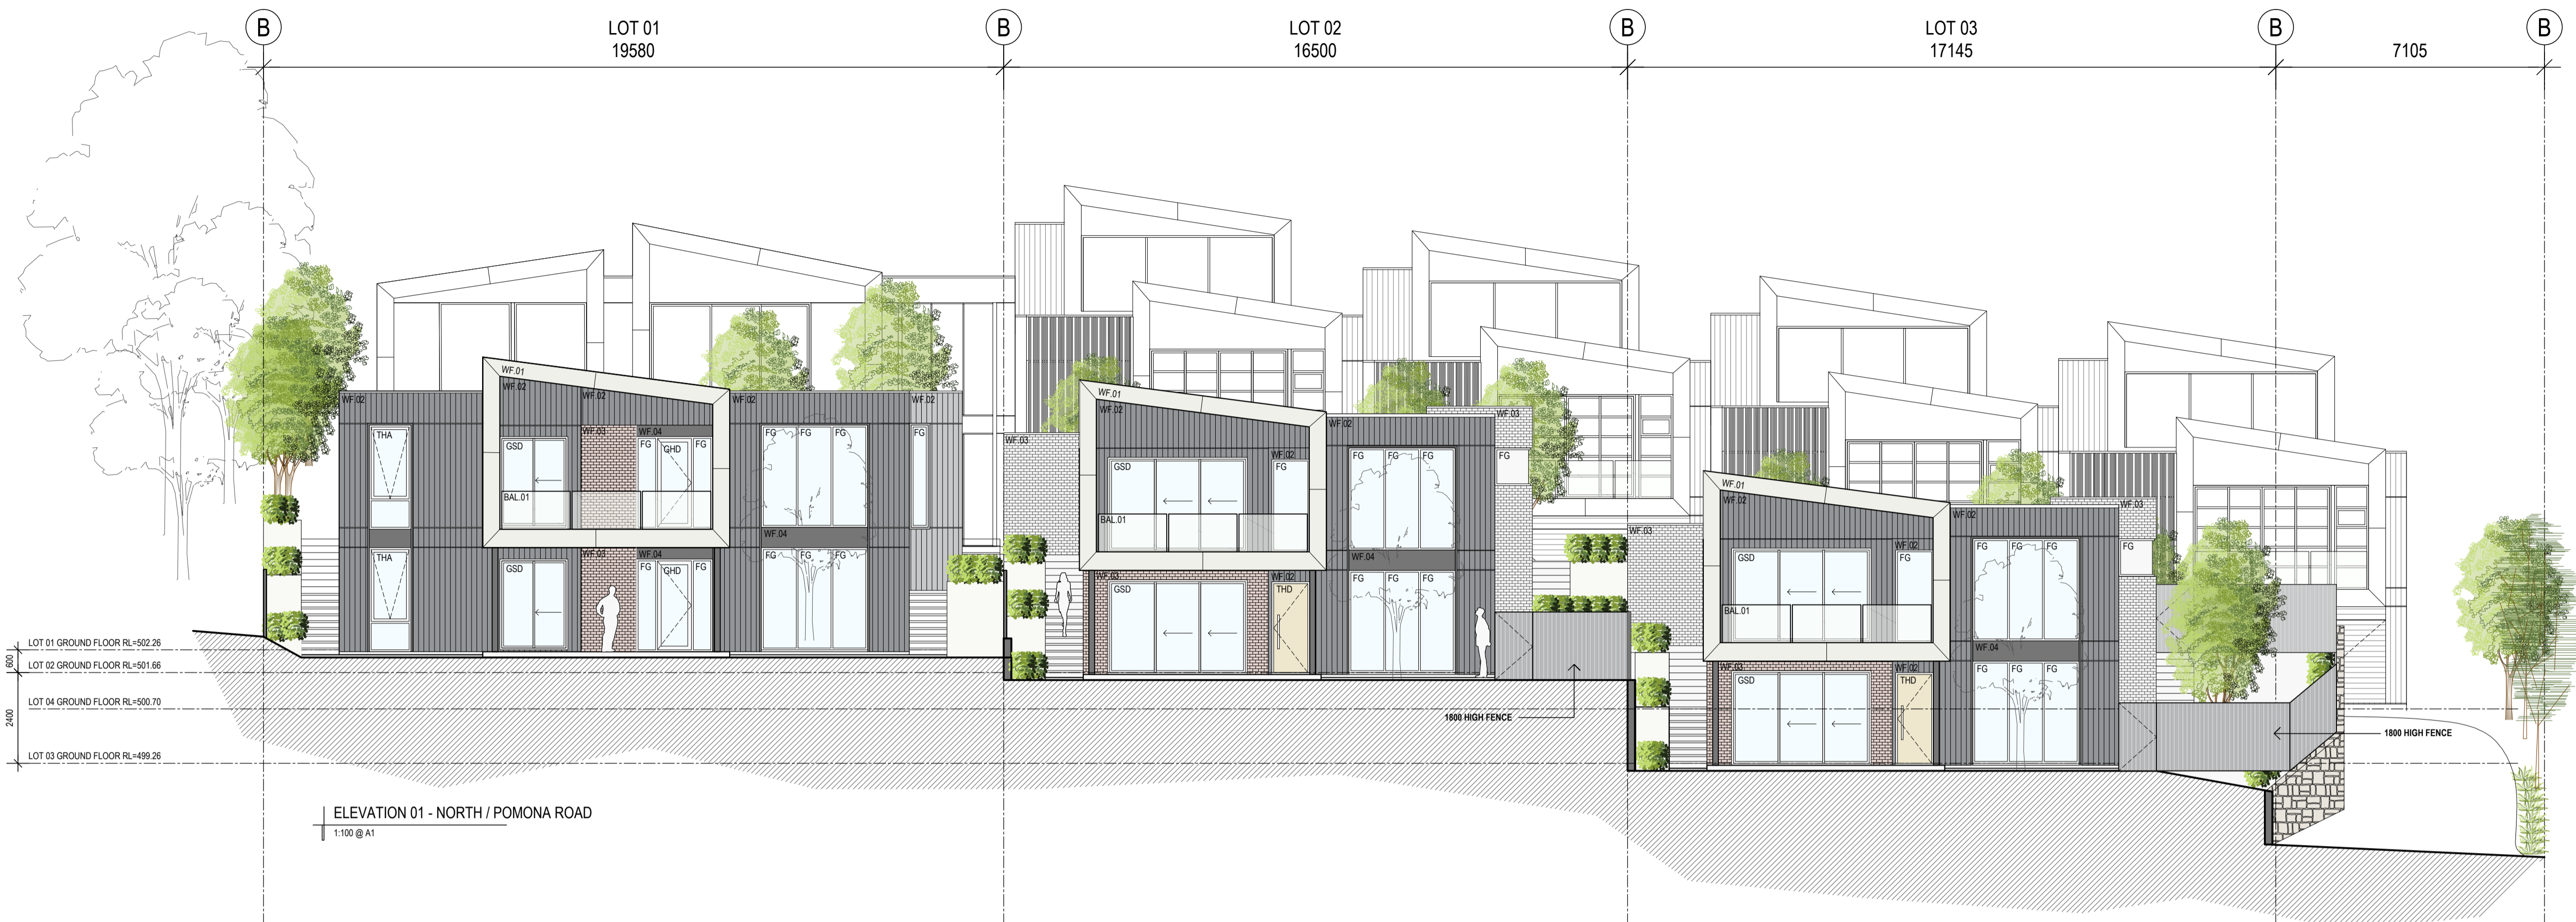 B
LOT 01
19580
B
LOT 02
16500
B
LOT 03
17145
B
7105
B
WF.01
WF.02
WF.02
WF.02
WF.02
WF.02
THA
GSD
WF.03
WF.04
FG
GHD
FG
FG
FG
FG
FG
BAL.01
WF.04
THA
GSD
WF.03
WF.04
FG
GHD
FG
FG
FG
FG
WF.03
WF.01
WF.02
WF.02
WF.03
GSD
WF.02
FG
FG
FG
FG
FG
BAL.01
WF.04
WF.03
GSD
WF.02
THD
FG
FG
FG
WF.03
WF.01
WF.02
WF.02
WF.03
GSD
WF.02
FG
FG
FG
FG
FG
BAL.01
WF.04
WF.03
GSD
WF.02
THD
FG
FG
FG
LOT 01 GROUND FLOOR RL=502.26
600
LOT 02 GROUND FLOOR RL=501.66
2400
LOT 04 GROUND FLOOR RL=500.70
LOT 03 GROUND FLOOR RL=499.26
1800 HIGH FENCE
1800 HIGH FENCE
ELEVATION 01 - NORTH / POMONA ROAD
1:100 @ A1